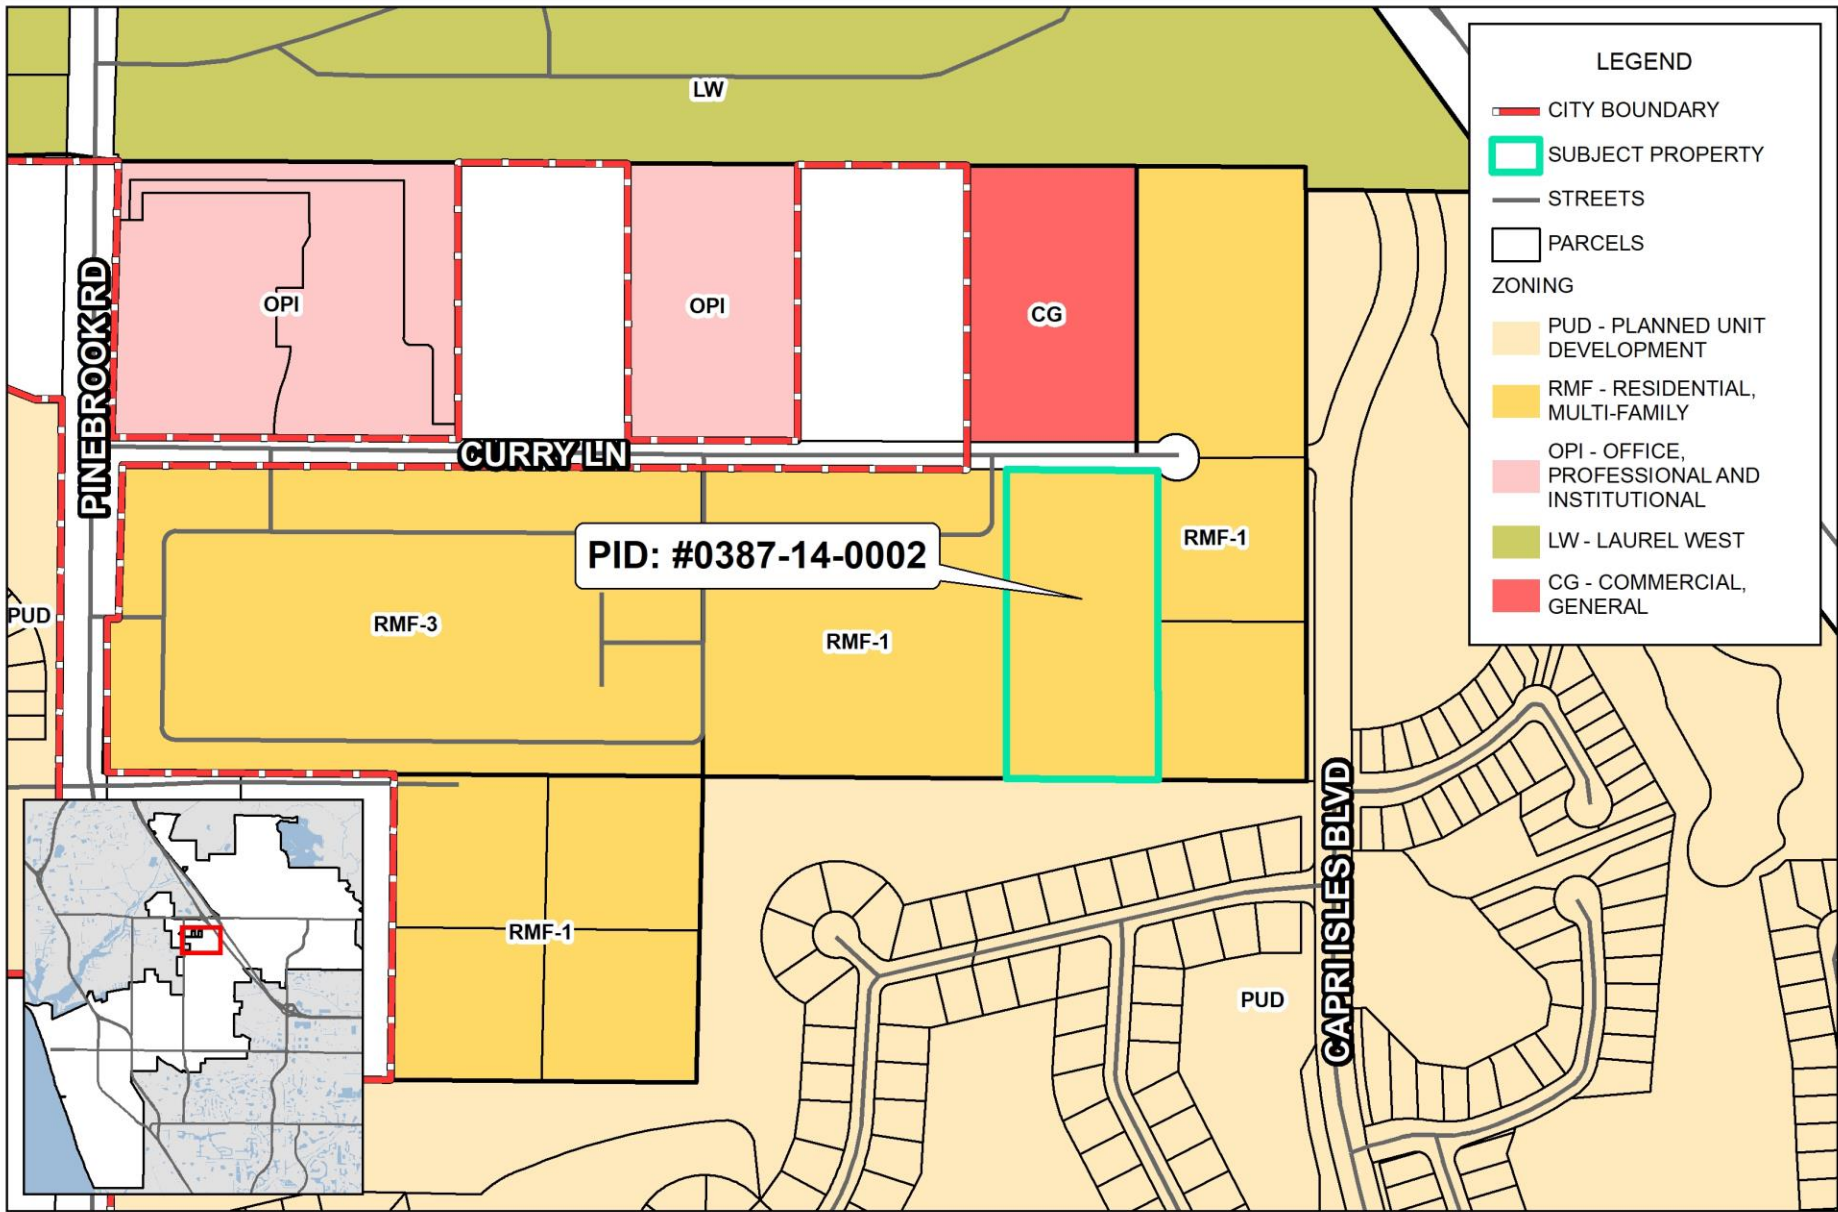 LW
OPI
OPI
CG
PINEBROOK RD
CURRY LN
RMF-1
PID: #0387-14-0002
PUD
RMF-3
RMF-1
RMF-1
PUD
CAPRI ISLES BLVD
LEGEND
CITY BOUNDARY
SUBJECT PROPERTY
STREETS
PARCELS
ZONING
PUD - PLANNED UNIT
DEVELOPMENT
RMF - RESIDENTIAL,
MULTI-FAMILY
OPI - OFFICE,
PROFESSIONAL AND
INSTITUTIONAL
LW - LAUREL WEST
CG - COMMERCIAL,
GENERAL